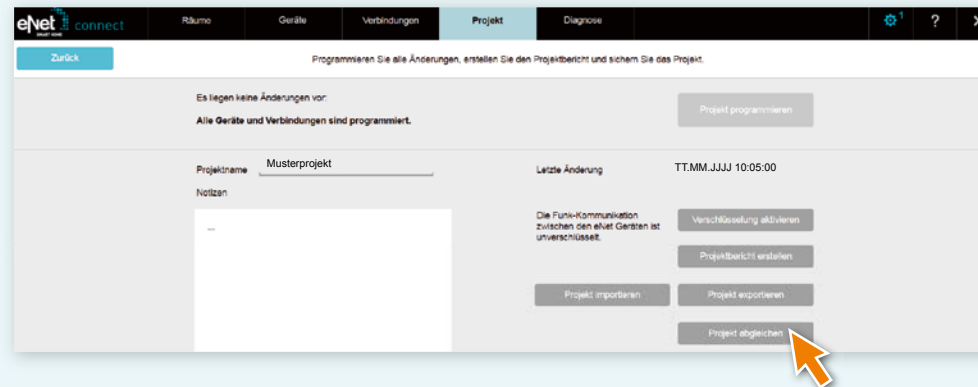 eNet connect
SMART HOME
Räume Geräte Verbindungen Projekt Diagnose 1 ?
Zurück
Programmieren Sie alle Änderungen, erstellen Sie den Projektbericht und sichern Sie das Projekt.
Es liegen keine Änderungen vor:
Projekt programmieren
Alle Geräte und Verbindungen sind programmiert.
Projektname Musterprojekt
Letzte Änderung TT.MM.JJJJ 10:05:00
Notizen
...
Die Funk-Kommunikation
zwischen den eNet Geräten ist
unverschlüsselt.
Verschlüsselung aktivieren
Projektbericht erstellen
Projekt importieren Projekt exportieren
Projekt abgleichen